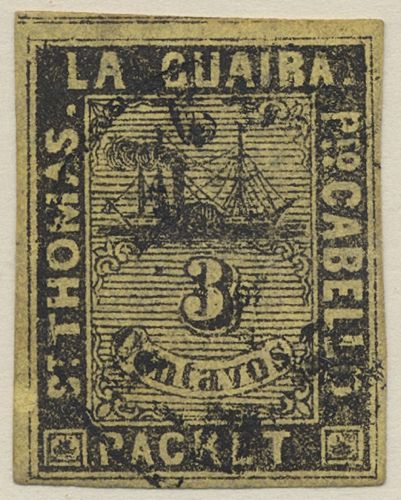 LA GUAIRA.
ST. THOMAS.
Pto CABELLO
3
Centavos
PACKET